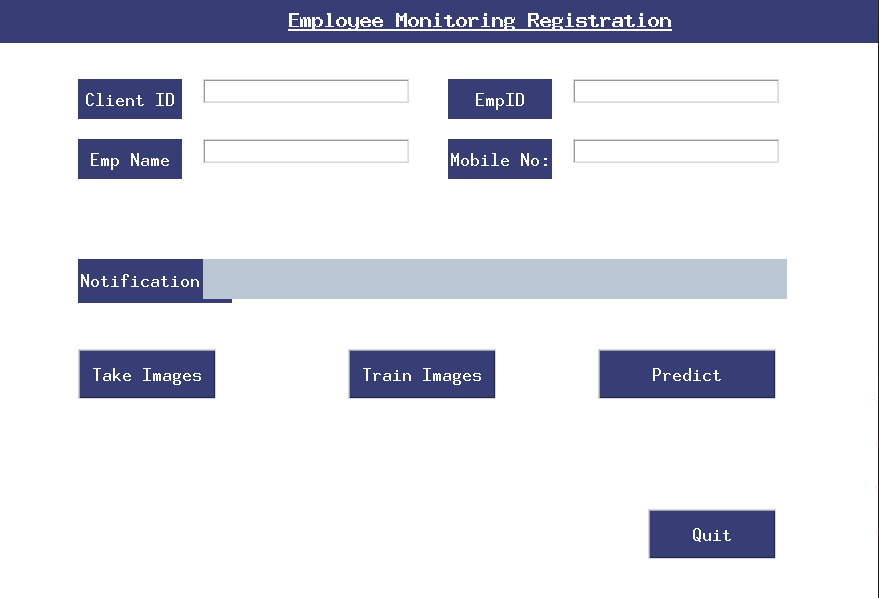 Employee Monitoring Registration
Client ID
EmpID
Emp Name
Mobile No:
Notification
Take Images
Train Images
Predict
Quit